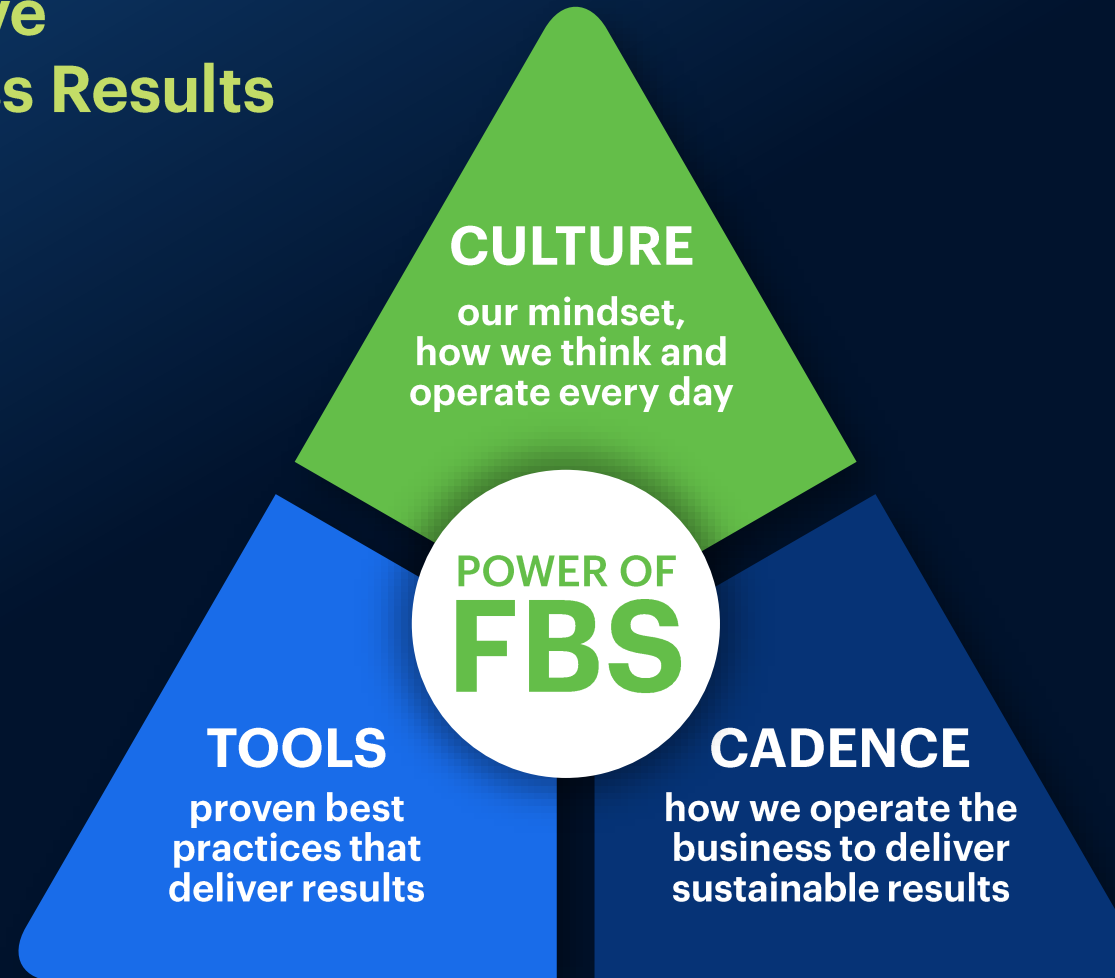 ve
s Results
CULTURE
our mindset,
how we think and
operate every day
POWER OF
FBS
TOOLS
proven best
practices that
deliver results
CADENCE
how we operate the
business to deliver
sustainable results